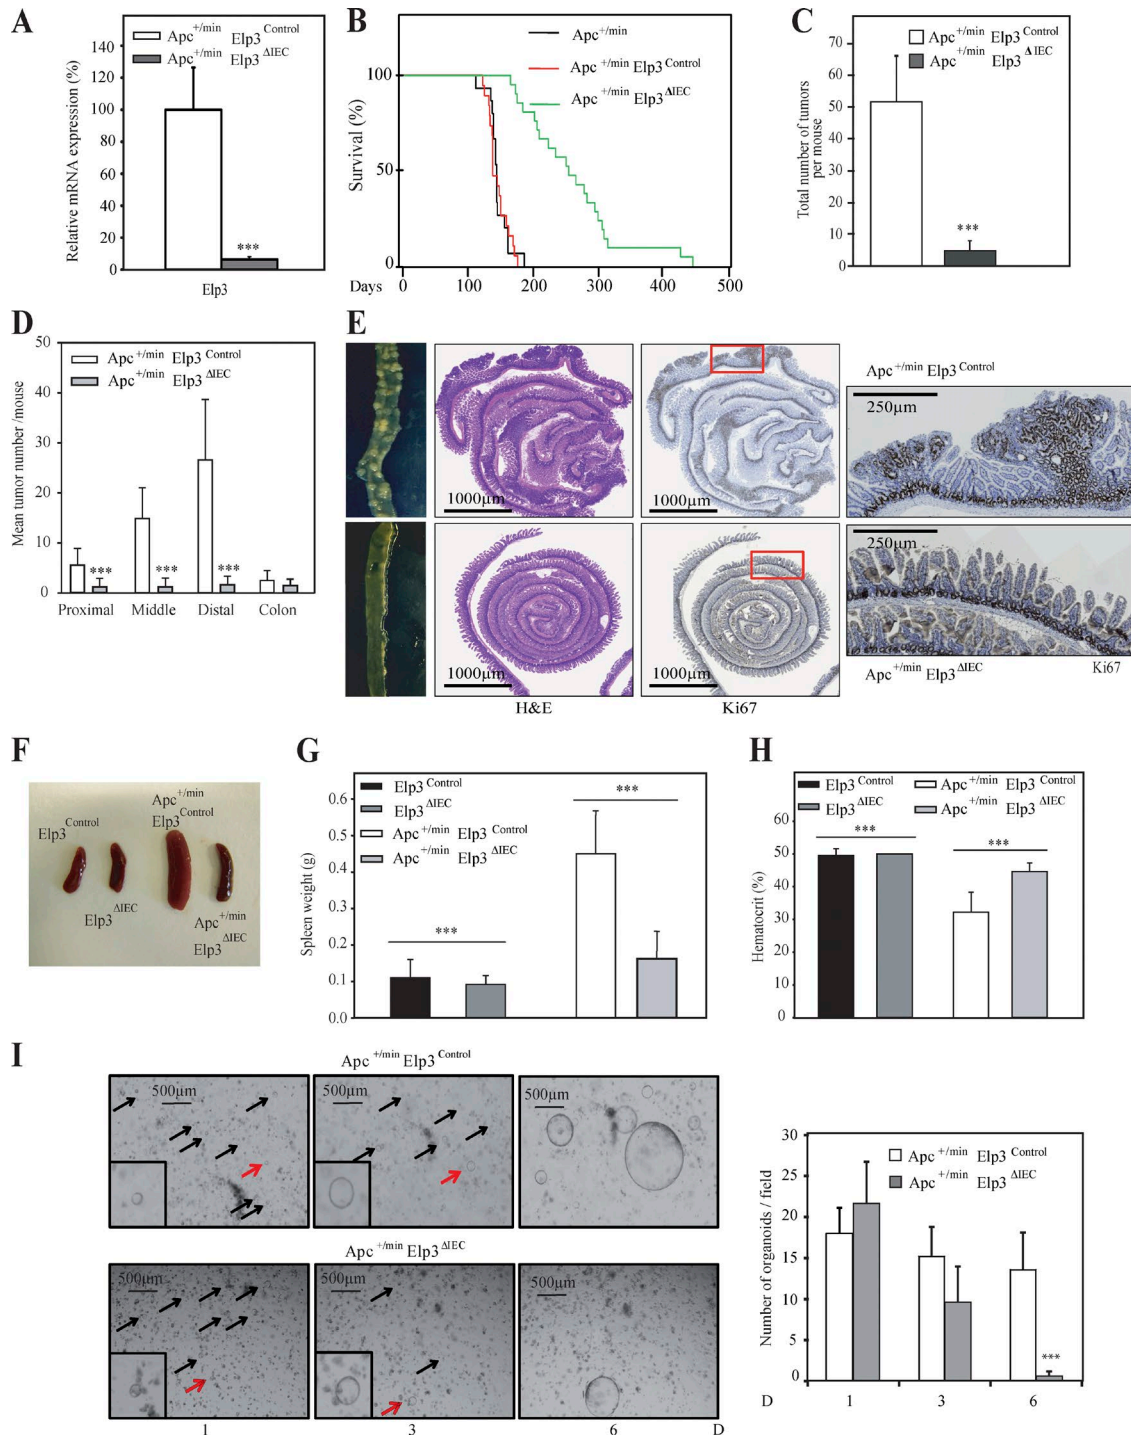 A
Apc+/min Elp3Control
Apc+/min Elp3ΔIEC
Relative mRNA expression (%)
140
120
100
80
60
40
20
0
***
Elp3
B
Apc+/min
Apc+/min Elp3Control
Apc+/min Elp3ΔIEC
Survival (%)
100
50
0
Days 0 100 200 300 400 500
C
Apc+/min Elp3Control
Apc+/min Elp3ΔIEC
Total number of tumors
per mouse
70
60
50
40
30
20
10
0
***
D
Apc+/min Elp3Control
Apc+/min Elp3ΔIEC
Mean tumor number /mouse
50
40
30
20
10
0
*** *** ***
Proximal Middle Distal Colon
E
1000µm 1000µm
1000µm 1000µm
H&E Ki67
Apc+/min Elp3Control
250µm
250µm
Apc+/min Elp3ΔIEC Ki67
F
Elp3Control
Apc+/min
Elp3Control
Elp3ΔIEC
Apc+/min
Elp3ΔIEC
G
Elp3Control
Elp3ΔIEC
Apc+/min Elp3Control
Apc+/min Elp3ΔIEC
Spleen weight (g)
0.6
0.5
0.4
0.3
0.2
0.1
0.0
*** ***
H
Elp3Control Apc+/min Elp3Control
Elp3ΔIEC Apc+/min Elp3ΔIEC
Hematocrit (%)
70
60
50
40
30
20
10
0
*** ***
I
Apc+/min Elp3Control
500µm 500µm 500µm
Apc+/min Elp3ΔIEC
500µm 500µm 500µm
1 3 6 D
Apc+/min Elp3Control
Apc+/min Elp3ΔIEC
Number of organoids / field
30
25
20
15
10
5
0
***
D 1 3 6